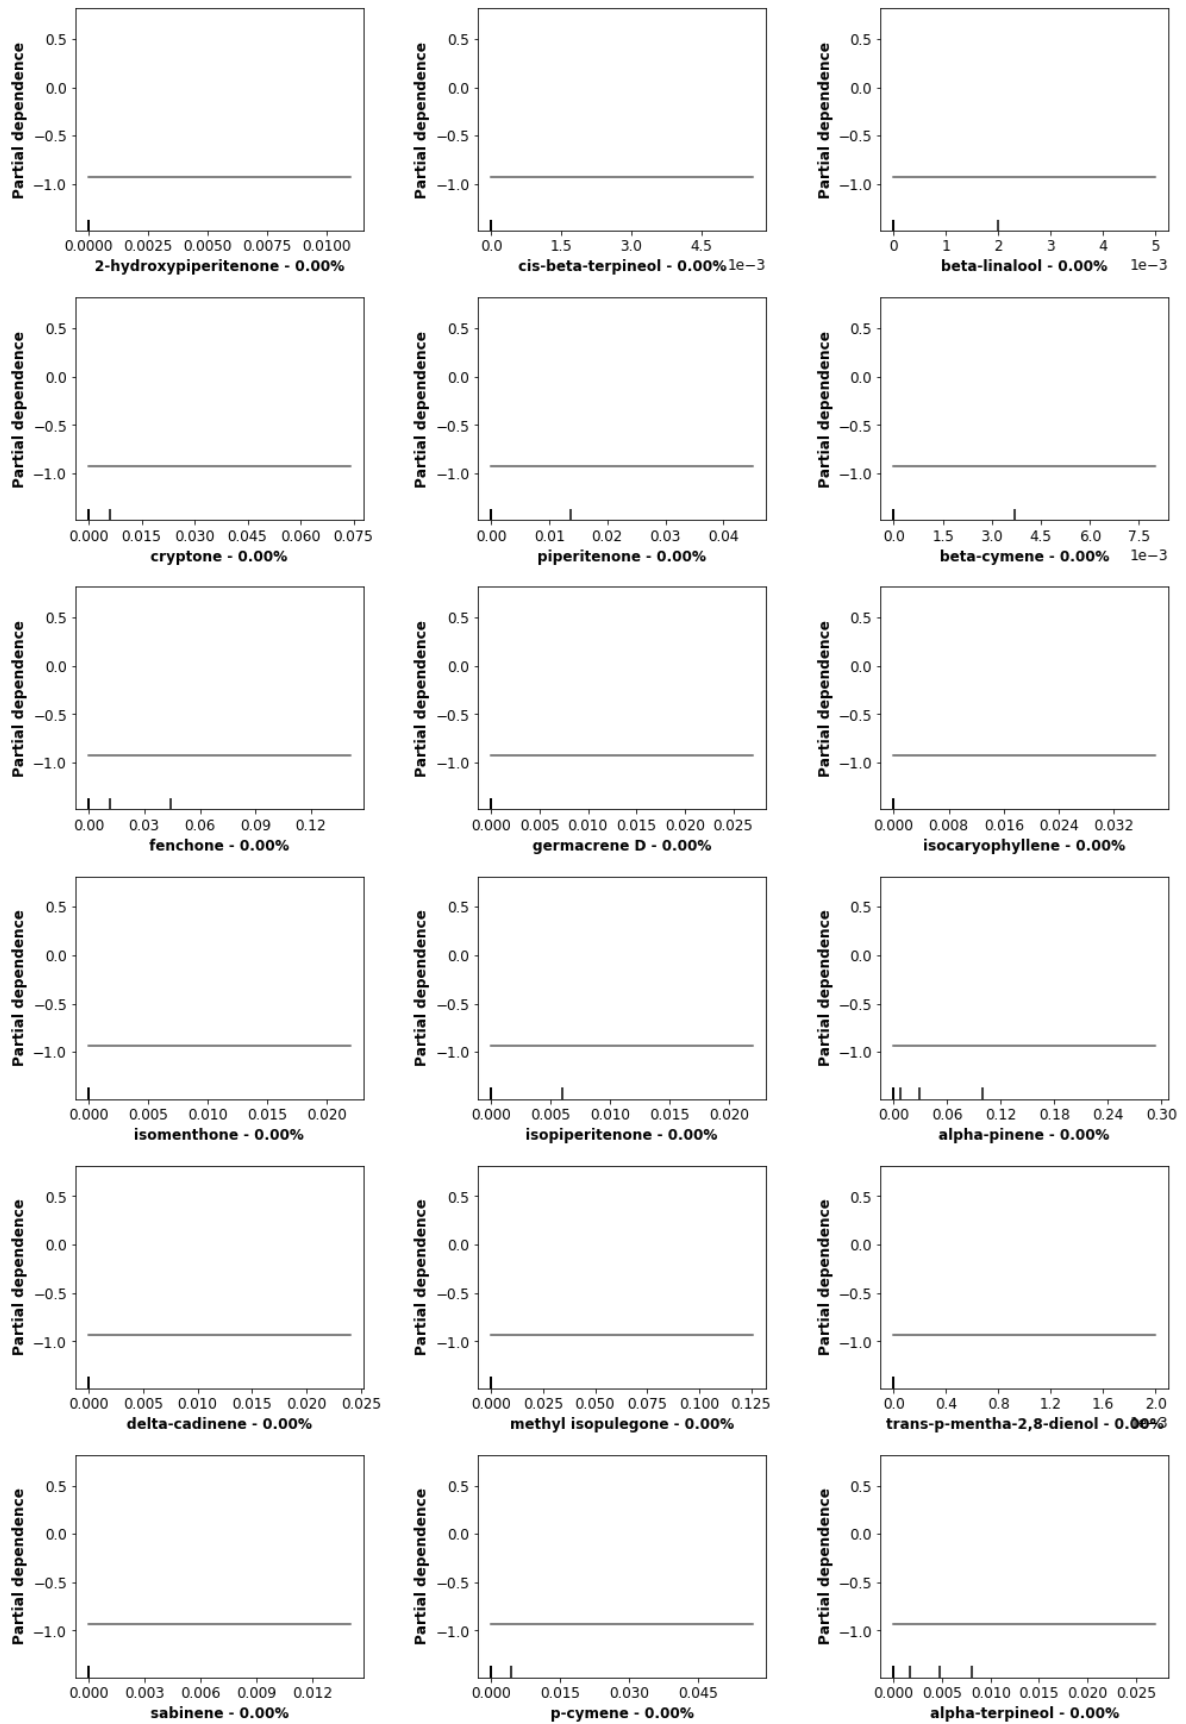 Partial dependence
0.5
0.0
−0.5
−1.0
0.0000 0.0025 0.0050 0.0075 0.0100
2-hydroxypiperitenone - 0.00%
Partial dependence
0.5
0.0
−0.5
−1.0
0.0 1.5 3.0 4.5
cis-beta-terpineol - 0.00% 1e−3
Partial dependence
0.5
0.0
−0.5
−1.0
0 1 2 3 4 5
beta-linalool - 0.00% 1e−3
Partial dependence
0.5
0.0
−0.5
−1.0
0.000 0.015 0.030 0.045 0.060 0.075
cryptone - 0.00%
Partial dependence
0.5
0.0
−0.5
−1.0
0.00 0.01 0.02 0.03 0.04
piperitenone - 0.00%
Partial dependence
0.5
0.0
−0.5
−1.0
0.0 1.5 3.0 4.5 6.0 7.5
beta-cymene - 0.00% 1e−3
Partial dependence
0.5
0.0
−0.5
−1.0
0.00 0.03 0.06 0.09 0.12
fenchone - 0.00%
Partial dependence
0.5
0.0
−0.5
−1.0
0.000 0.005 0.010 0.015 0.020 0.025
germacrene D - 0.00%
Partial dependence
0.5
0.0
−0.5
−1.0
0.000 0.008 0.016 0.024 0.032
isocaryophyllene - 0.00%
Partial dependence
0.5
0.0
−0.5
−1.0
0.000 0.005 0.010 0.015 0.020
isomenthone - 0.00%
Partial dependence
0.5
0.0
−0.5
−1.0
0.000 0.005 0.010 0.015 0.020
isopiperitenone - 0.00%
Partial dependence
0.5
0.0
−0.5
−1.0
0.00 0.06 0.12 0.18 0.24 0.30
alpha-pinene - 0.00%
Partial dependence
0.5
0.0
−0.5
−1.0
0.000 0.005 0.010 0.015 0.020 0.025
delta-cadinene - 0.00%
Partial dependence
0.5
0.0
−0.5
−1.0
0.000 0.025 0.050 0.075 0.100 0.125
methyl isopulegone - 0.00%
Partial dependence
0.5
0.0
−0.5
−1.0
0.0 0.4 0.8 1.2 1.6 2.0
trans-p-mentha-2,8-dienol - 0.00% 1e−3
Partial dependence
0.5
0.0
−0.5
−1.0
0.000 0.003 0.006 0.009 0.012
sabinene - 0.00%
Partial dependence
0.5
0.0
−0.5
−1.0
0.000 0.015 0.030 0.045
p-cymene - 0.00%
Partial dependence
0.5
0.0
−0.5
−1.0
0.000 0.005 0.010 0.015 0.020 0.025
alpha-terpineol - 0.00%